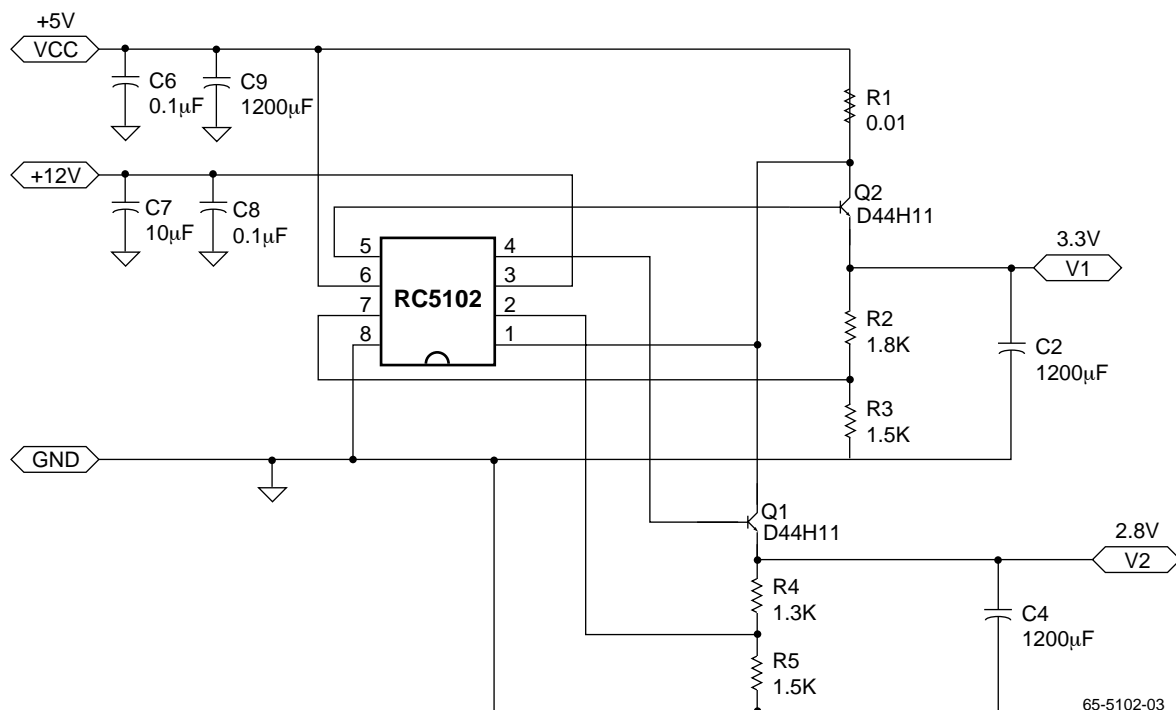 +5V
VCC
C6
0.1µF
C9
1200µF
R1
0.01
+12V
C7
10µF
C8
0.1µF
Q2
D44H11
3.3V
V1
5
4
6
3
7
2
8
1
RC5102
R2
1.8K
C2
1200µF
R3
1.5K
GND
Q1
D44H11
2.8V
V2
R4
1.3K
C4
1200µF
R5
1.5K
65-5102-03